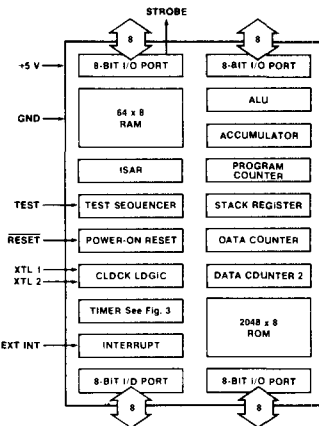 STROBE
8
8
+5 V
8-BIT I/O PORT
8-BIT I/O PORT
GND
64 x 8
RAM
ALU
ACCUMULATOR
ISAR
PROGRAM
COUNTER
TEST
TEST SEQUENCER
STACK REGISTER
RESET
POWER-ON RESET
OATA COUNTER
XTL 1
XTL 2
CLDCK LDGIC
DATA CDUNTER 2
TIMER See Fig. 3
2048 x 8
ROM
EXT INT
INTERRUPT
8-BIT I/D PORT
8-BIT I/O PORT
8
8